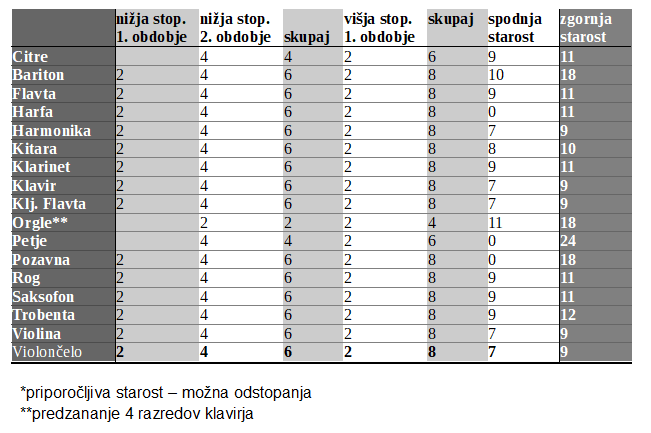 nižja stop. nižja stop. višja stop. skupaj spodnja zgornja
1. obdobje 2. obdobje skupaj 1. obdobje starost starost
Citre 4 4 2 6 9 11
Bariton 2 4 6 2 8 10 18
Flavta 2 4 6 2 8 9 11
Harfa 2 4 6 2 8 0 11
Harmonika 2 4 6 2 8 7 9
Kitara 2 4 6 2 8 8 10
Klarinet 2 4 6 2 8 9 11
Klavir 2 4 6 2 8 7 9
Klj. Flavta 2 4 6 2 8 7 9
Orgle** 2 2 2 4 11 18
Petje 4 4 2 6 0 24
Pozavna 2 4 6 2 8 0 18
Rog 2 4 6 2 8 9 11
Saksofon 2 4 6 2 8 9 11
Trobenta 2 4 6 2 8 9 12
Violina 2 4 6 2 8 7 9
Violončelo 2 4 6 2 8 7 9
*priporočljiva starost – možna odstopanja
**predzananje 4 razredov klavirja